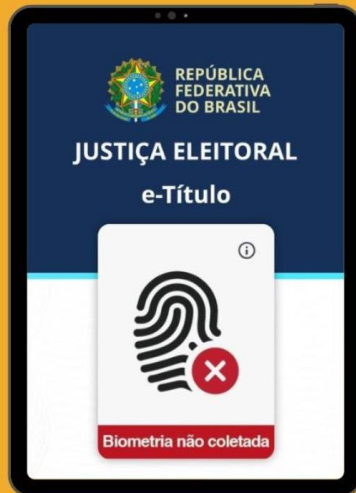 REPÚBLICA
FEDERATIVA
DO BRASIL
JUSTIÇA ELEITORAL
e-Título
Biometria não coletada